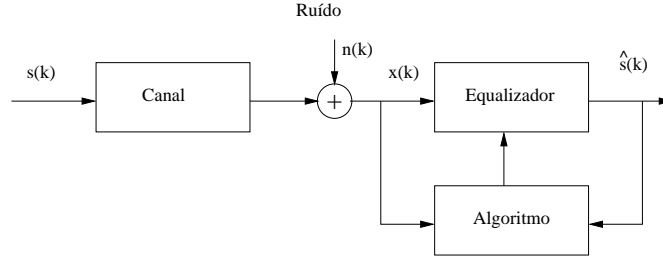 Ruído
n(k)
s(k)
x(k)
ŝ(k)
Canal
+
Equalizador
Algoritmo